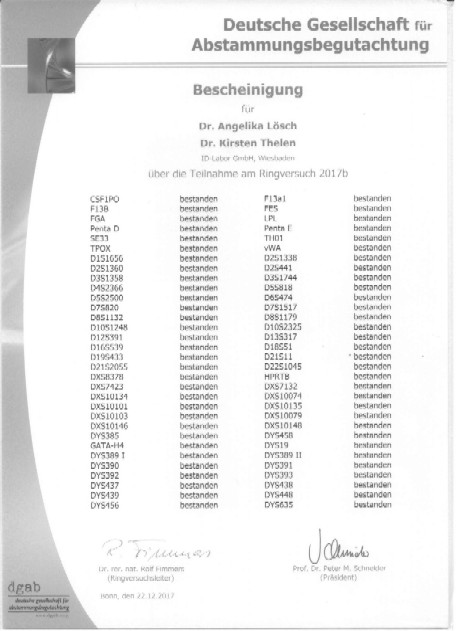 Deutsche Gesellschaft für
Abstammungsbegutachtung
Bescheinigung
für
Dr. Angelika Lösch
Dr. Kirsten Thelen
ID-Labor GmbH, Wiesbaden
über die Teilnahme am Ringversuch 2017b
CSF1PO bestanden F13a1 bestanden
F13B bestanden FES bestanden
FGA bestanden LPL bestanden
Penta D bestanden Penta E bestanden
SE33 bestanden TH01 bestanden
TPOX bestanden vWA bestanden
D1S1656 bestanden D2S1338 bestanden
D2S1360 bestanden D2S441 bestanden
D3S1358 bestanden D3S1744 bestanden
D4S2366 bestanden D5S818 bestanden
D5S2500 bestanden D6S474 bestanden
D7S820 bestanden D7S1517 bestanden
D8S1132 bestanden D8S1179 bestanden
D10S1248 bestanden D10S2325 bestanden
D12S391 bestanden D13S317 bestanden
D16S539 bestanden D18S51 bestanden
D19S433 bestanden D21S11 bestanden
D21S2055 bestanden D22S1045 bestanden
DXS8378 bestanden HPRTB bestanden
DXS7423 bestanden DXS7132 bestanden
DXS10134 bestanden DXS10074 bestanden
DXS10101 bestanden DXS10135 bestanden
DXS10103 bestanden DXS10079 bestanden
DXS10146 bestanden DXS10148 bestanden
DYS385 bestanden DYS458 bestanden
GATA-H4 bestanden DYS19 bestanden
DYS389 I bestanden DYS389 II bestanden
DYS390 bestanden DYS391 bestanden
DYS392 bestanden DYS393 bestanden
DYS437 bestanden DYS438 bestanden
DYS439 bestanden DYS448 bestanden
DYS456 bestanden DYS635 bestanden
R. Fimmers
Dr. rer. nat. Rolf Fimmers
(Ringversuchsleiter)
Prof. Dr. Peter M. Schneider
(Präsident)
Bonn, den 22.12.2017
dgab
deutsche gesellschaft für
abstammungsbegutachtung